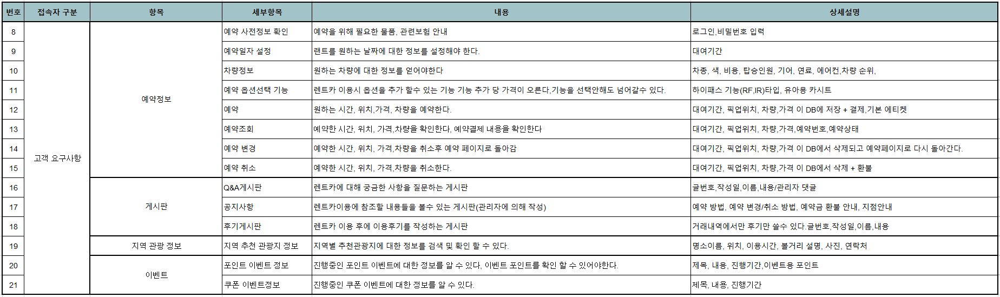 번호 접속자 구분 항목 세부항목 내용 상세설명
8 예약 사전정보 확인 예약을 위해 필요한 물품, 관련보험 안내 로그인,비밀번호 입력
9 예약일자 설정 랜트를 원하는 날짜에 대한 정보를 설정해야 한다. 대여기간
10 차량정보 원하는 차량에 대한 정보를 얻어야한다 차종, 색, 비용, 탑승인원, 기어, 연료, 에어컨,차량 순위,
11 예약 옵션선택 기능 렌트카 이용시 옵션을 추가 할수 있는 기능 기능 추가 당 가격이 오른다,기능을 선택안해도 넘어갈수 있다. 하이패스 기능(RF,IR)타입, 유아용 카시트
예약정보
12 예약 원하는 시간, 위치,가격, 차량을 예약한다. 대여기간, 픽업위치, 차량,가격 이 DB에 저장 + 결제,기본 에티켓
13 예약조회 예약한 시간, 위치, 가격,차량을 확인한다, 예약결제 내용을 확인한다 대여기간, 픽업위치, 차량,가격,예약번호,예약상태
14 예약 변경 예약한 시간, 위치, 가격,차량을 취소후 예약 페이지로 돌아감 대여기간, 픽업위치, 차량,가격 이 DB에서 삭제되고 예약페이지로 다시 돌아간다.
고객 요구사항
15 예약 취소 예약한 시간, 위치, 가격,차량을 취소한다. 대여기간, 픽업위치, 차량,가격 이 DB에서 삭제 + 환불
16 Q&A게시판 렌트카에 대해 궁금한 사항을 질문하는 게시판 글번호,작성일,이름,내용/관리자 댓글
17 게시판 공지사항 렌트카이용에 참조할 내용들을 볼수 있는 게시판(관리자에 의해 작성) 예약 방법, 예약 변경/취소 방법, 예약금 환불 안내, 지점안내
18 후기게시판 렌트카 이용 후에 이용후기를 작성하는 게시판 거래내역에서만 후기만 쓸수 있다.글번호,작성일,이름,내용
19 지역 관광 정보 지역 추천 관광지 정보 지역별 추천관광지에 대한 정보를 검색 및 확인 할 수 있다. 명소이름, 위치, 이용시간, 볼거리 설명, 사진, 연락처
20 포인트 이벤트 정보 진행중인 포인트 이벤트에 대한 정보를 알 수 있다, 이벤트 포인트를 확인 할 수 있어야한다. 제목, 내용, 진행기간,이벤트용 포인트
이벤트
21 쿠폰 이벤트정보 진행중인 쿠폰 이벤트에 대한 정보를 알 수 있다. 제목, 내용, 진행기간